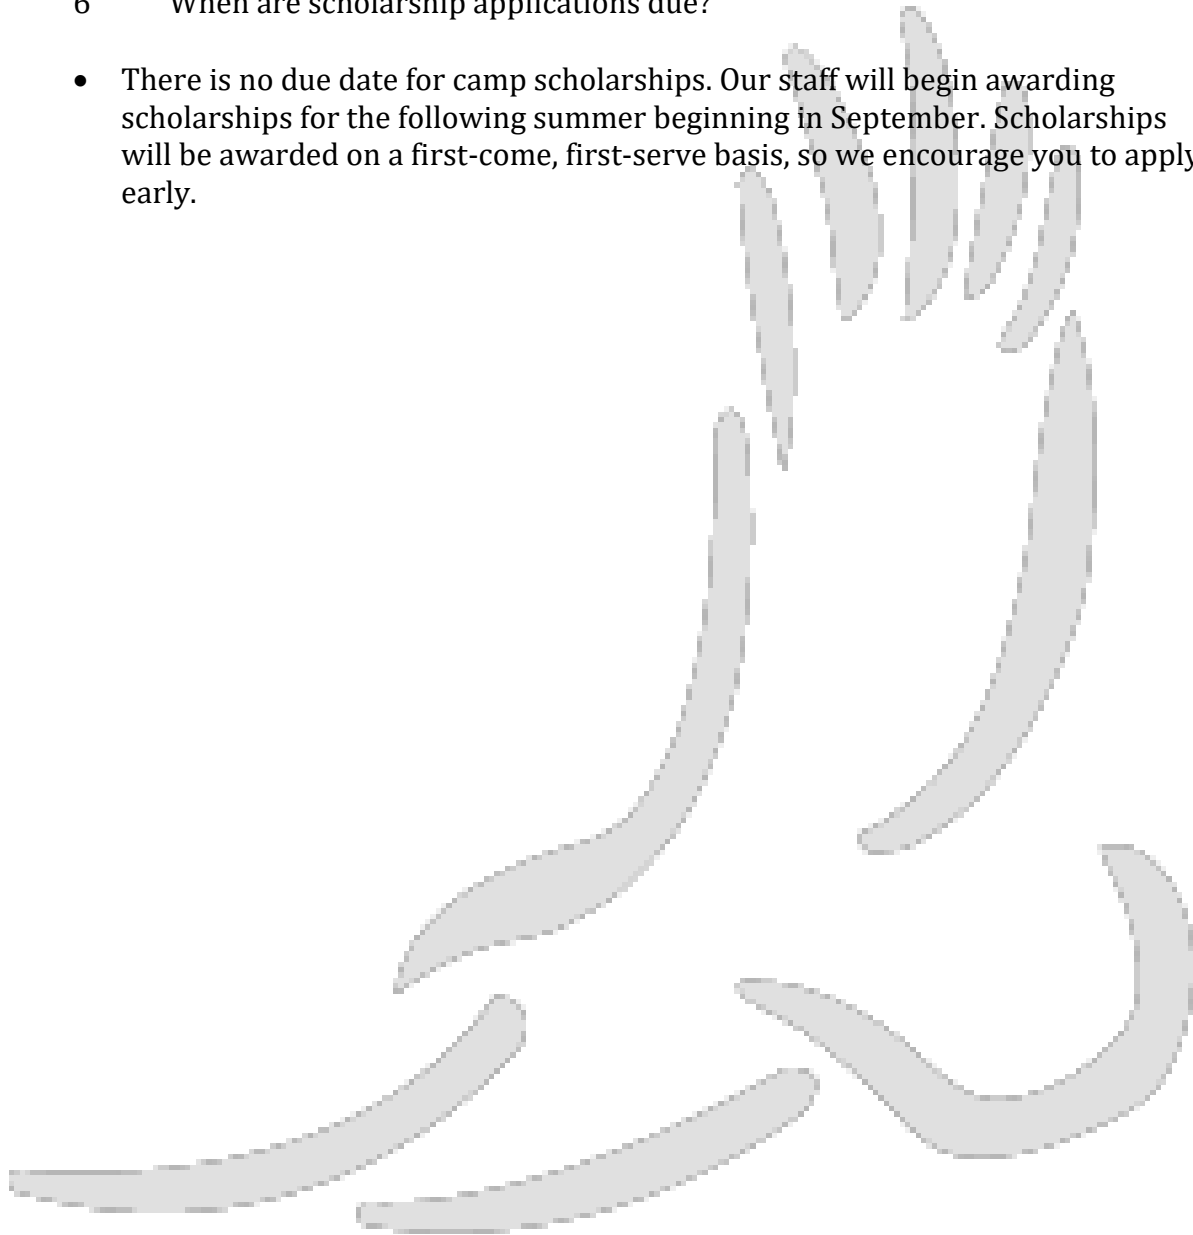 6 When are scholarship applications due?
• There is no due date for camp scholarships. Our staff will begin awarding
scholarships for the following summer beginning in September. Scholarships
will be awarded on a first-come, first-serve basis, so we encourage you to apply
early.